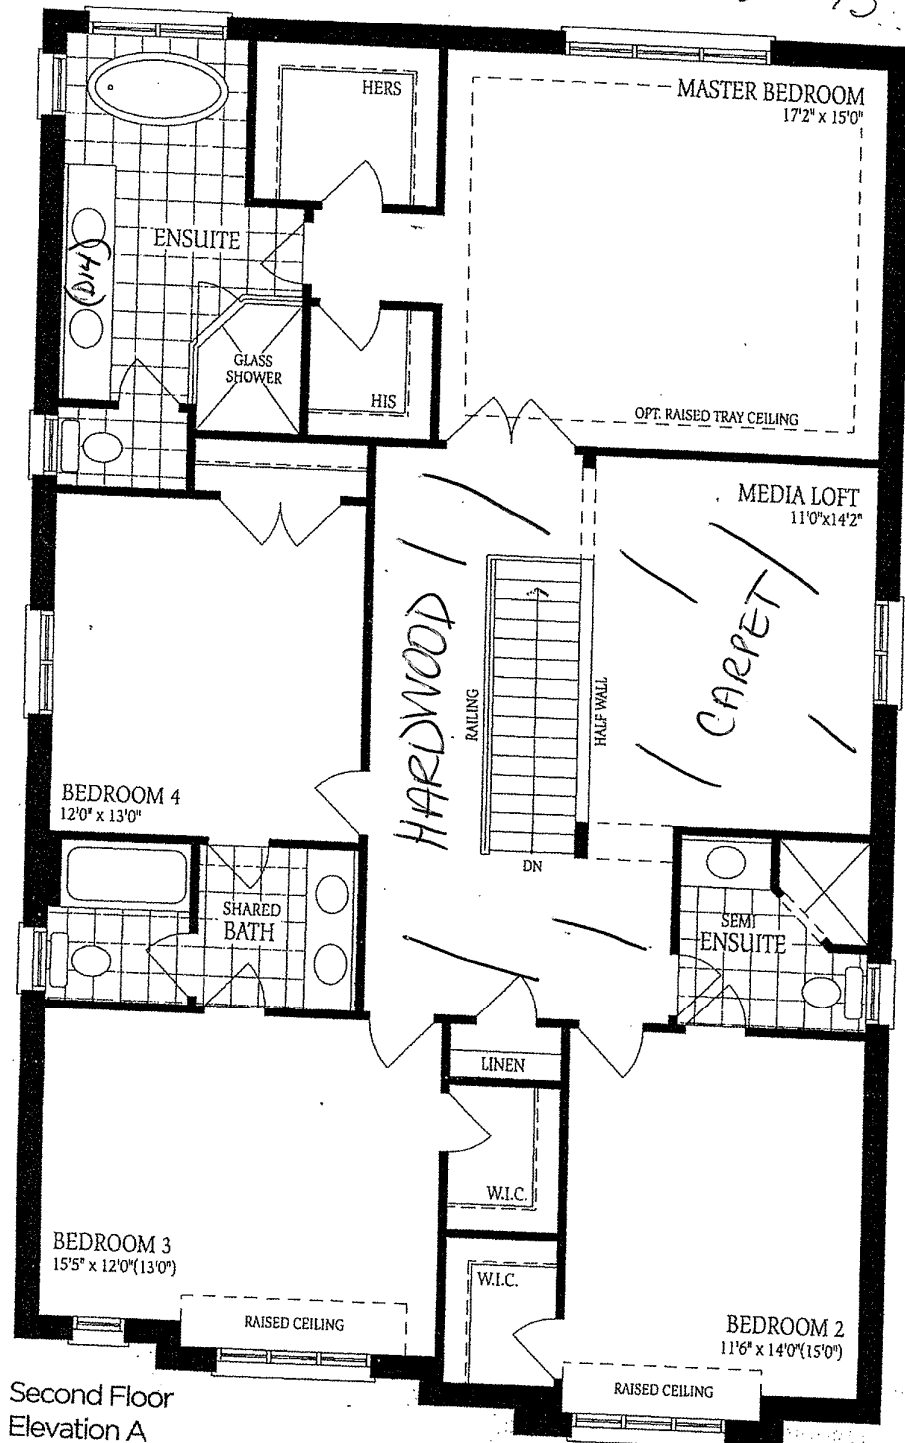 HERS
MASTER BEDROOM
17'2" x 15'0"
ENSUITE
(D14)
GLASS
SHOWER
HIS
OPT. RAISED TRAY CEILING
MEDIA LOFT
11'0"x14'2"
HARDWOOD
CARPET
RAILING
HALF WALL
BEDROOM 4
12'0" x 13'0"
DN
SHARED
BATH
SEMI
ENSUITE
LINEN
W.I.C.
BEDROOM 3
15'5" x 12'0"(13'0")
W.I.C.
RAISED CEILING
BEDROOM 2
11'6" x 14'0"(15'0")
RAISED CEILING
Second Floor
Elevation A